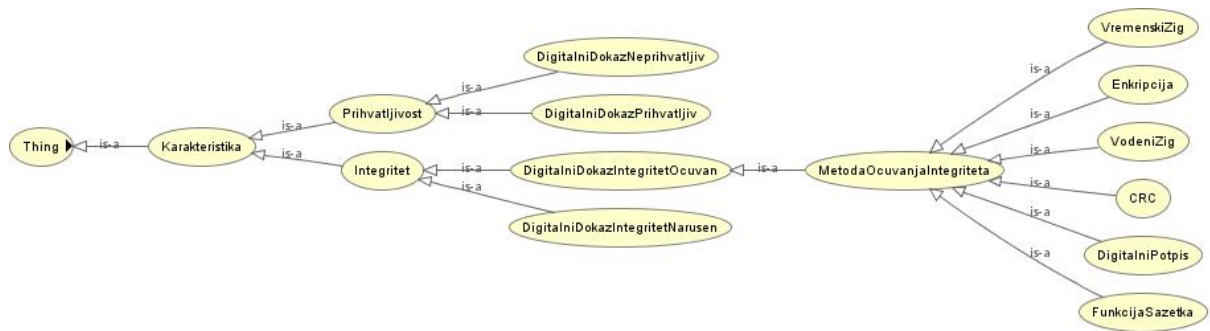 Thing
is-a
Karakteristika
is-a
is-a
Prihvatljivost
Integritet
is-a
is-a
is-a
is-a
DigitalniDokazNeprihvatljiv
DigitalniDokazPrihvatljiv
DigitalniDokazIntegritetOcuvan
DigitalniDokazIntegritetNarusen
is-a
MetodaOcuvanjaIntegriteta
is-a
is-a
is-a
is-a
is-a
is-a
VremenskiZig
Enkripcija
VodeniZig
CRC
DigitalniPotpis
FunkcijaSazetka